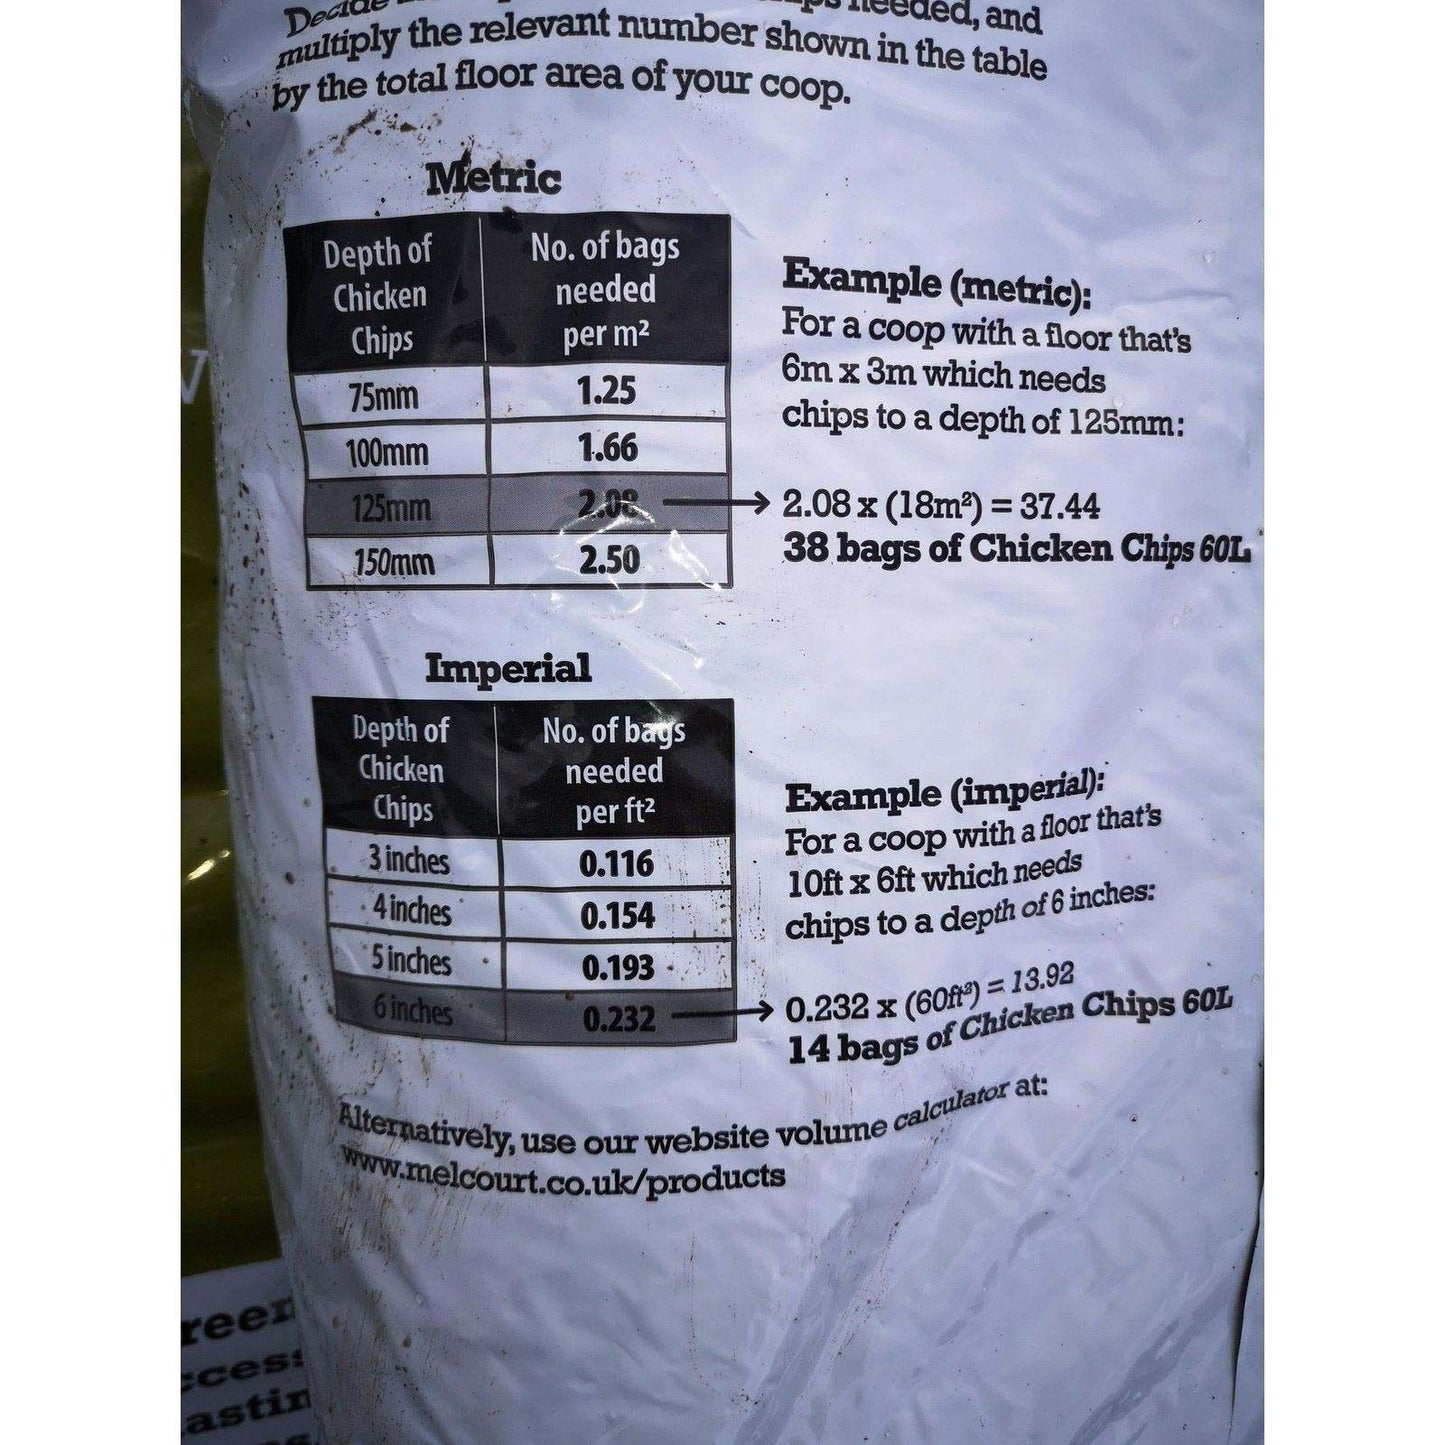 Decide
needed, and
multiply the relevant number shown in the table
by the total floor area of your coop.
Metric
Depth of Chicken Chips No. of bags needed per m²
75mm 1.25
100mm 1.66
125mm 2.08
150mm 2.50
Example (metric):
For a coop with a floor that's
6m x 3m which needs
chips to a depth of 125mm:
2.08 x (18m²) = 37.44
38 bags of Chicken Chips 60L
Imperial
Depth of Chicken Chips No. of bags needed per ft²
3 inches 0.116
4 inches 0.154
5 inches 0.193
6 inches 0.232
Example (imperial):
For a coop with a floor that's
10ft x 6ft which needs
chips to a depth of 6 inches:
0.232 x (60ft²) = 13.92
14 bags of Chicken Chips 60L
Alternatively, use our website volume calculator at:
www.melcourt.co.uk/products